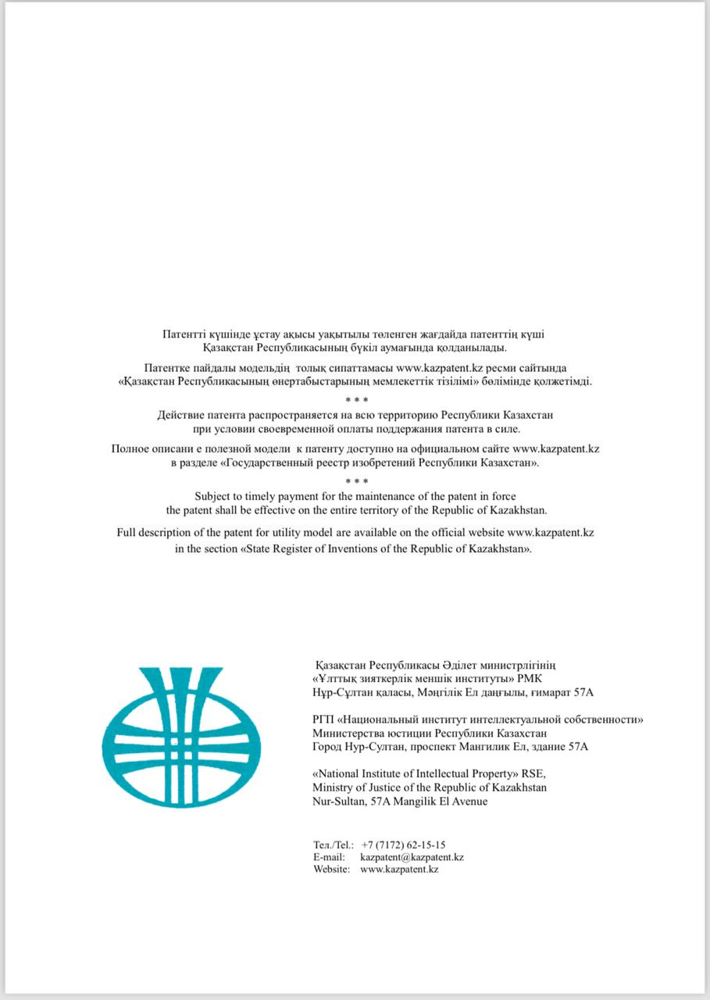 Патентті күшінде ұстау ақысы уақытылы төленген жағдайда патенттің күші
Қазақстан Республикасының бүкіл аумағында қолданылады.
Патентке пайдалы модельдің толық сипаттамасы www.kazpatent.kz ресми сайтында
«Қазақстан Республикасының өнертабыстарының мемлекеттік тізілімі» бөлімінде қолжетімді.
* * *
Действие патента распространяется на всю территорию Республики Казахстан
при условии своевременной оплаты поддержания патента в силе.
Полное описани е полезной модели к патенту доступно на официальном сайте www.kazpatent.kz
в разделе «Государственный реестр изобретений Республики Казахстан».
* * *
Subject to timely payment for the maintenance of the patent in force
the patent shall be effective on the entire territory of the Republic of Kazakhstan.
Full description of the patent for utility model are available on the official website www.kazpatent.kz
in the section «State Register of Inventions of the Republic of Kazakhstan».
Қазақстан Республикасы Әділет министрлігінің
«Ұлттық зияткерлік меншік институты» РМК
Нұр-Сұлтан қаласы, Мәңгілік Ел даңғылы, ғимарат 57А
РГП «Национальный институт интеллектуальной собственности»
Министерства юстиции Республики Казахстан
Город Нур-Султан, проспект Мангилик Ел, здание 57А
«National Institute of Intellectual Property» RSE,
Ministry of Justice of the Republic of Kazakhstan
Nur-Sultan, 57A Mangilik El Avenue
Тел./Tel.: +7 (7172) 62-15-15
E-mail: kazpatent@kazpatent.kz
Website: www.kazpatent.kz